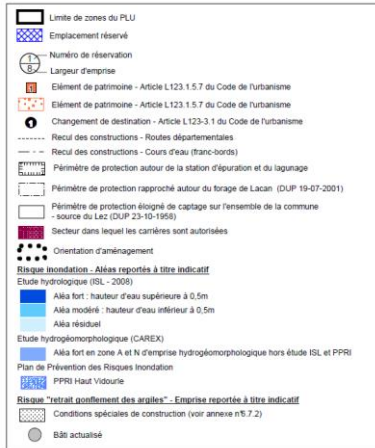 Limite de zones du PLU
Emplacement réservé
1
Numéro de réservation
8
Largeur d'emprise
1
Elément de patrimoine - Article L123.1.5.7 du Code de l'urbanisme
Elément de patrimoine - Article L123.1.5.7 du Code de l'urbanisme
1
Changement de destination - Article L123-3.1 du Code de l'urbanisme
Recul des constructions - Routes départementales
Recul des constructions - Cours d'eau (francs-bords)
Périmètre de protection autour de la station d'épuration et du lagunage
Périmètre de protection rapproché autour du forage de Lacan (DUP 19-07-2001)
Périmètre de protection éloigné de captage sur l'ensemble de la commune
- source du Lez (DUP 23-10-1958)
Secteur dans lequel les carrières sont autorisées
Orientation d'aménagement
Risque inondation - Aléas reportés à titre indicatif
Etude hydrologique (ISL - 2008)
Aléa fort : hauteur d'eau supérieure à 0,5m
Aléa modéré : hauteur d'eau inférieur à 0,5m
Aléa résiduel
Etude hydrogéomorphologique (CAREX)
Aléa fort en zone A et N d'emprise hydrogéomorphologique hors étude ISL et PPRI
Plan de Prévention des Risques Inondation
PPRI Haut Vidourle
Risque "retrait gonflement des argiles" - Emprise reportée à titre indicatif
Conditions spéciales de construction (voir annexe n°5.7.2)
Bâti actualisé